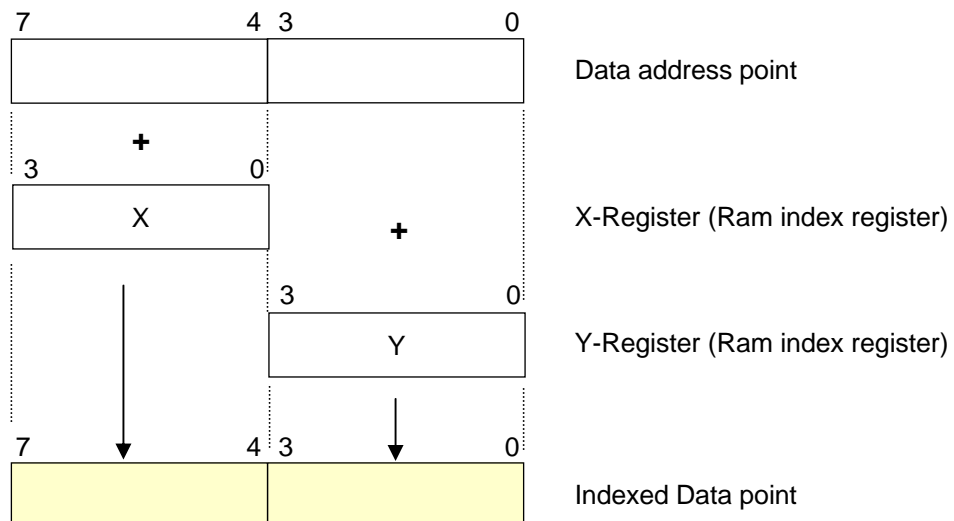 7 4 3 0
Data address point
+
3 0
X
X-Register (Ram index register)
+
3 0
Y
Y-Register (Ram index register)
7 4 3 0
Indexed Data point